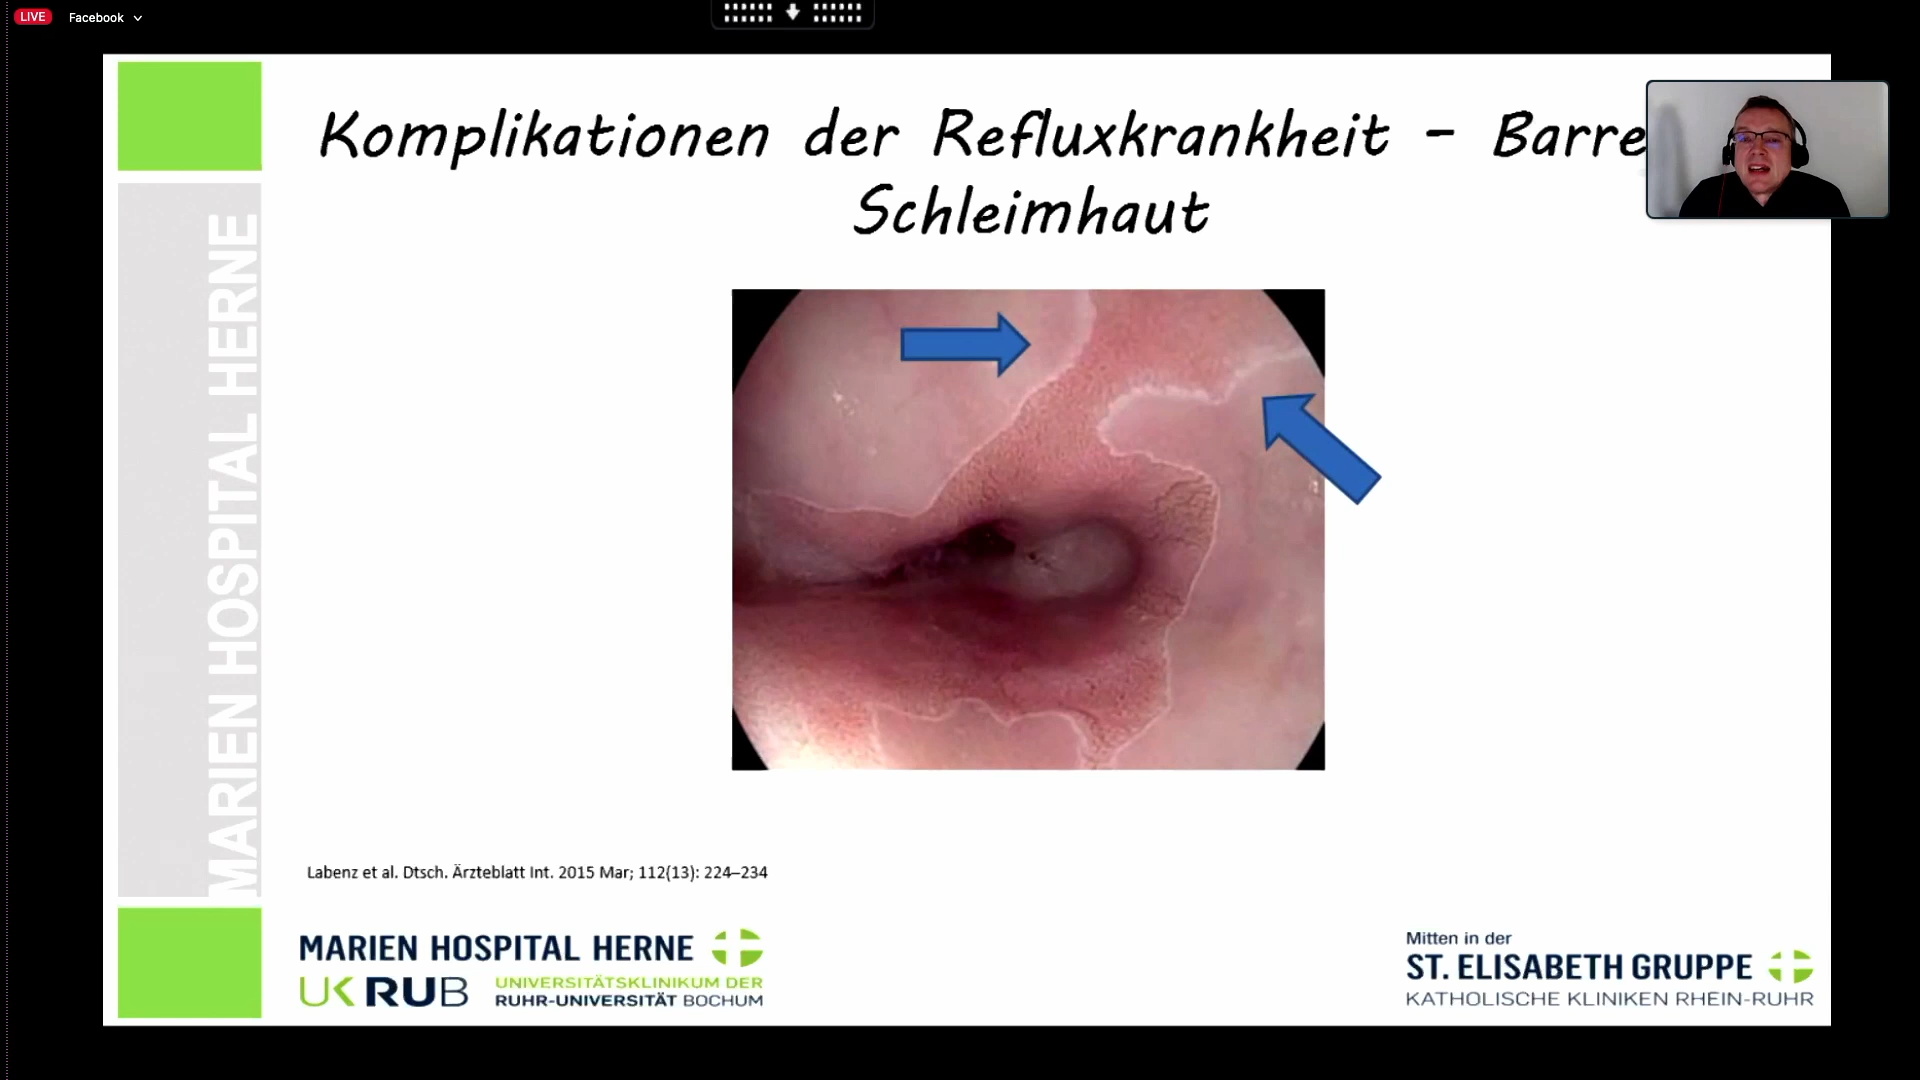 LIVE Facebook
Komplikationen der Refluxkrankheit - Barre
Schleimhaut
MARIEN HOSPITAL HERNE
Labenz et al. Dtsch. Ärzteblatt Int. 2015 Mar; 112(13): 224–234
MARIEN HOSPITAL HERNE
UK RUB UNIVERSITÄTSKLINIKUM DER
RUHR-UNIVERSITÄT BOCHUM
Mitten in der
ST. ELISABETH GRUPPE
KATHOLISCHE KLINIKEN RHEIN-RUHR